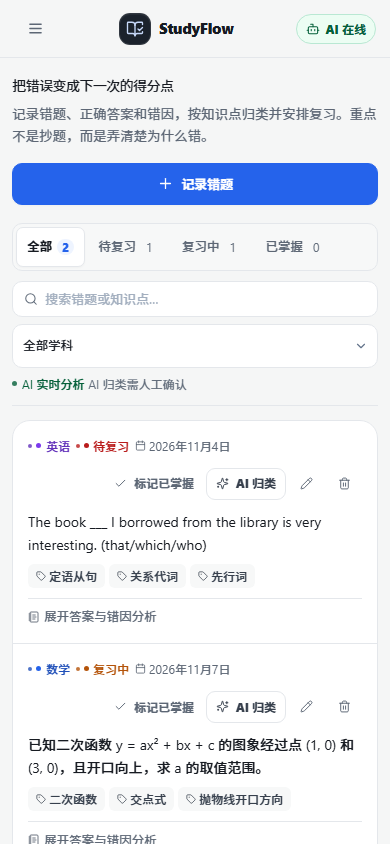 StudyFlow
AI 在线
把错误变成下一次的得分点
记录错题、正确答案和错因，按知识点归类并安排复习。重点
不是抄题，而是弄清楚为什么错。
记录错题
全部 2 待复习 1 复习中 1 已掌握 0
搜索错题或知识点...
全部学科
AI 实时分析 AI 归类需人工确认
英语 待复习 2026年11月4日
标记已掌握 AI 归类
The book ___ I borrowed from the library is very
interesting. (that/which/who)
定语从句 关系代词 先行词
展开答案与错因分析
数学 复习中 2026年11月7日
标记已掌握 AI 归类
已知二次函数 y = ax² + bx + c 的图象经过点 (1, 0) 和
(3, 0)，且开口向上，求 a 的取值范围。
二次函数 交点式 抛物线开口方向
展开答案与错因分析